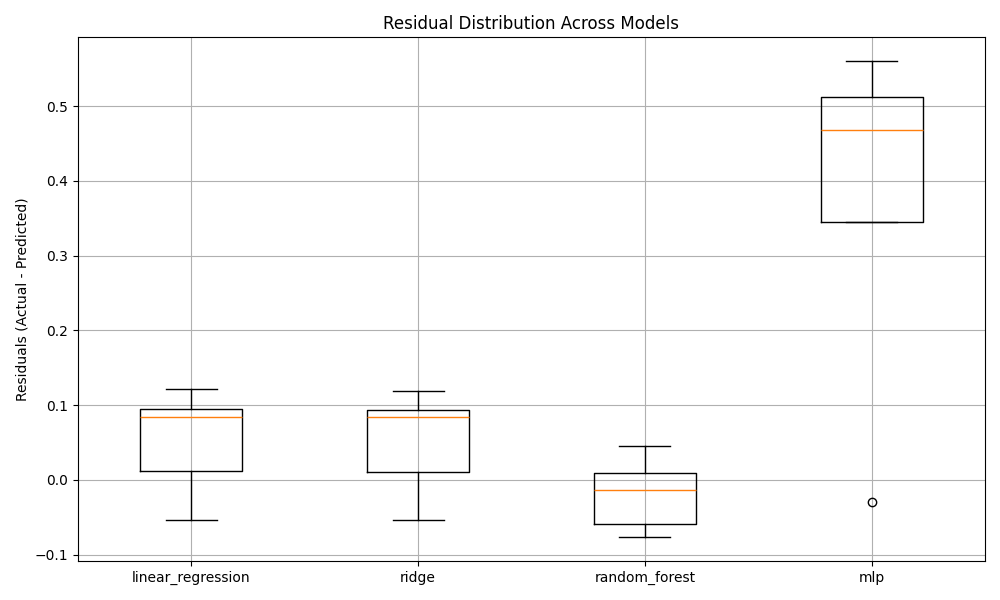 Residual Distribution Across Models
Residuals (Actual - Predicted)
0.5
0.4
0.3
0.2
0.1
0.0
−0.1
linear_regression
ridge
random_forest
mlp